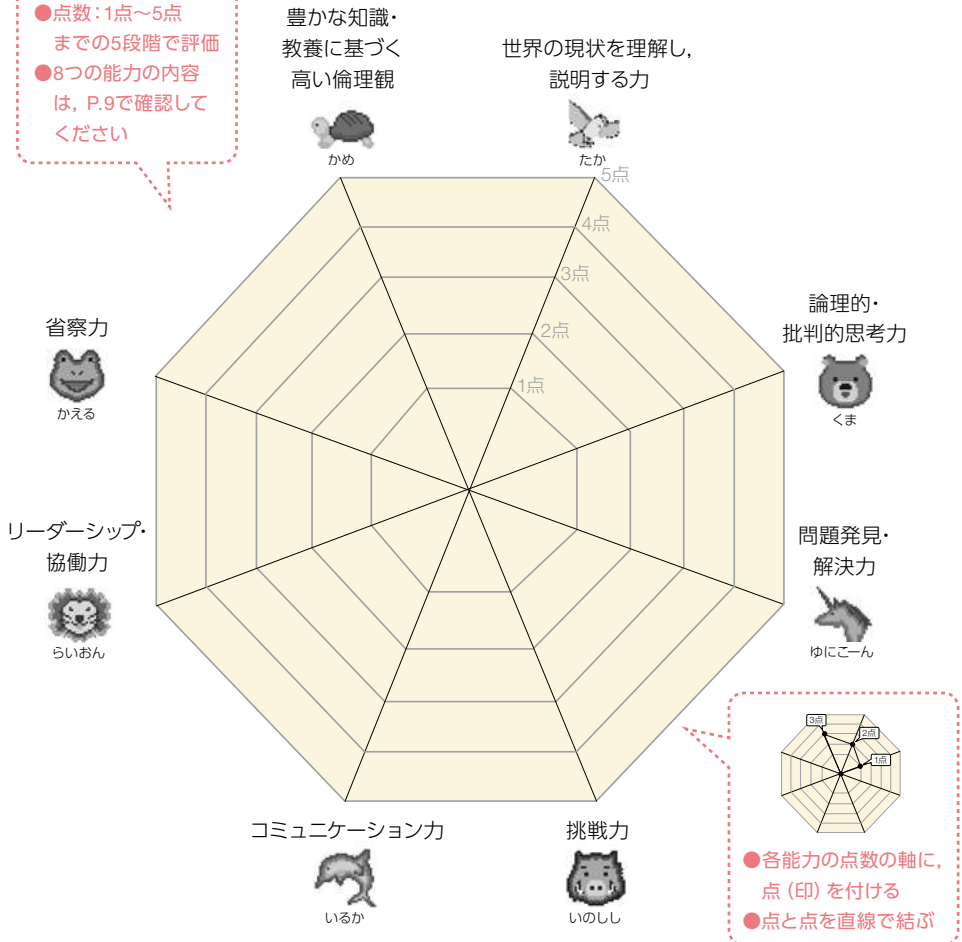 ●点数：1点～5点
までの5段階で評価
●8つの能力の内容
は，P.9で確認して
ください
豊かな知識・
教養に基づく
高い倫理観
かめ
世界の現状を理解し，
説明する力
たか
5点
4点
3点
2点
1点
論理的・
批判的思考力
くま
省察力
かえる
リーダーシップ・
協働力
らいおん
問題発見・
解決力
ゆにこーん
コミュニケーション力
いるか
挑戦力
いのしし
3点
2点
1点
●各能力の点数の軸に，
点（印）を付ける
●点と点を直線で結ぶ